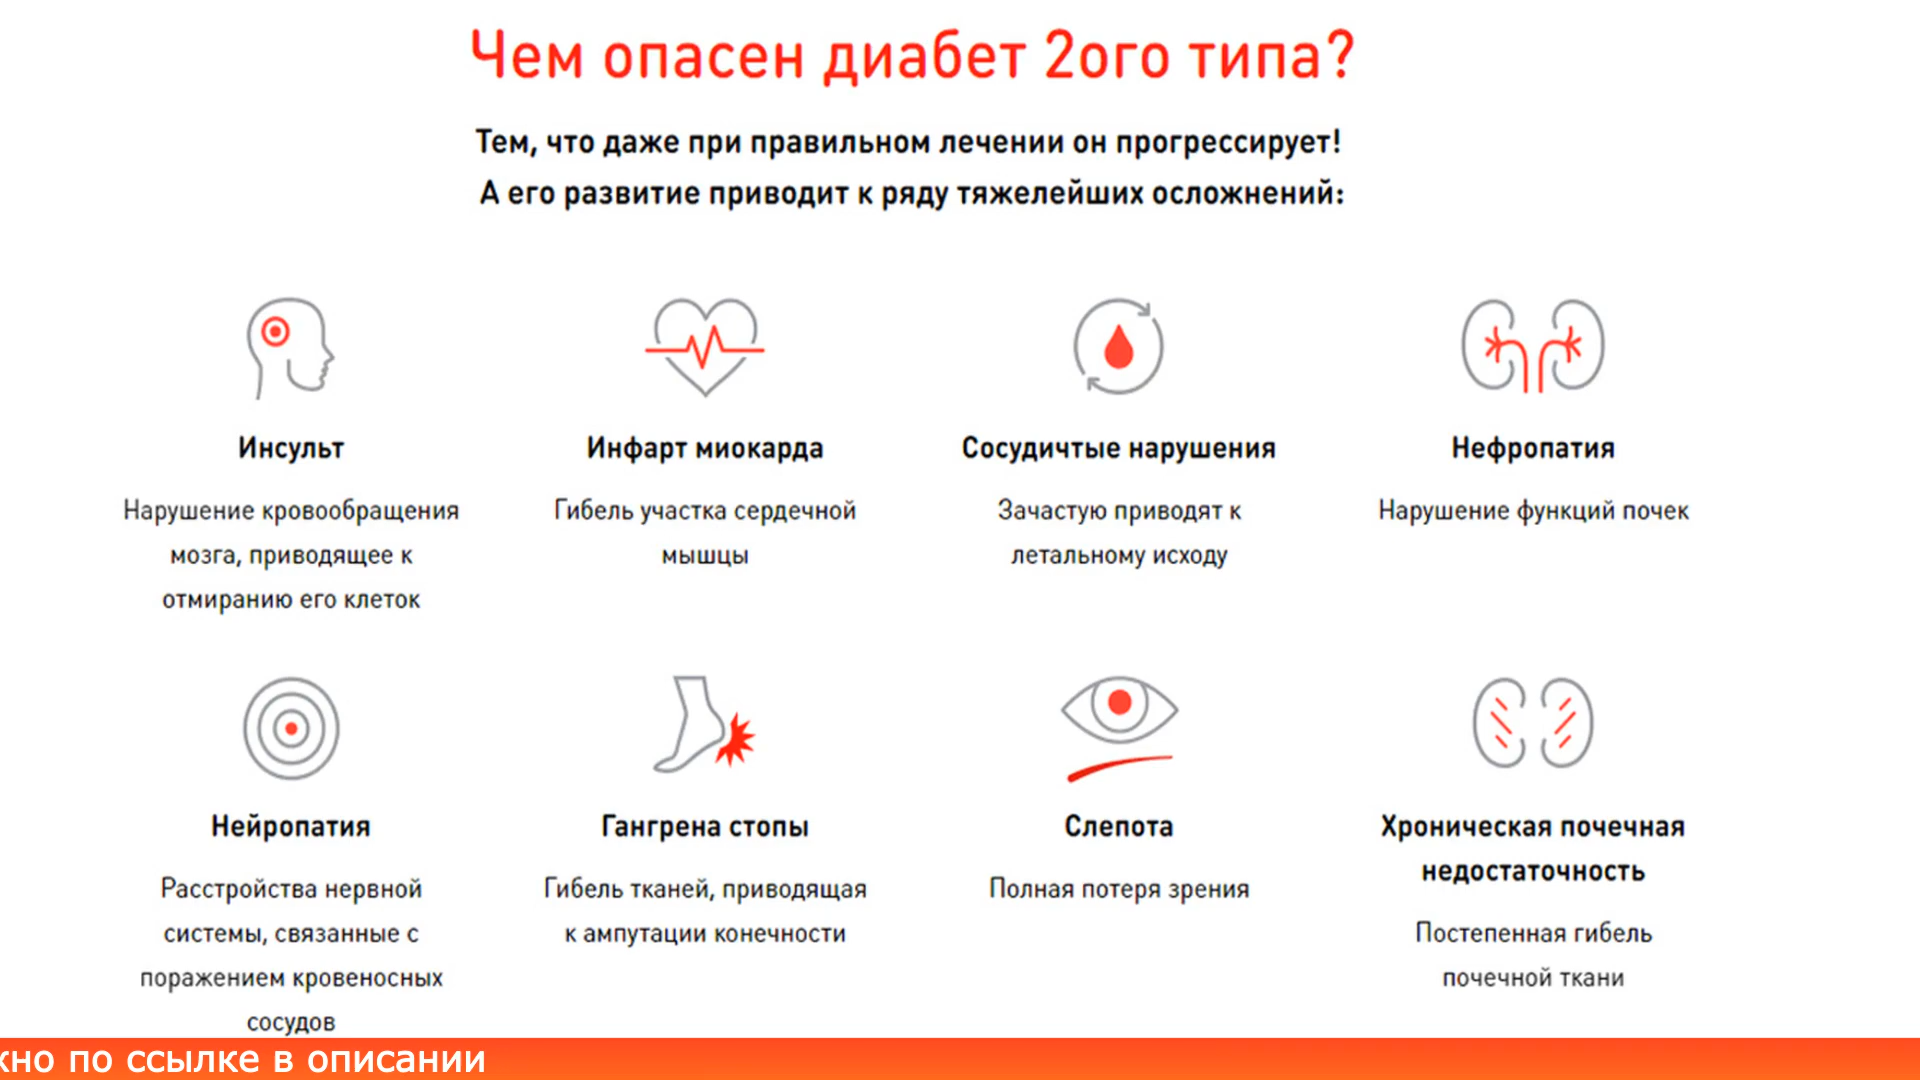 Чем опасен диабет 2ого типа?
Тем, что даже при правильном лечении он прогрессирует!
А его развитие приводит к ряду тяжелейших осложнений:
Инсульт
Нарушение кровообращения
мозга, приводящее к
отмиранию его клеток
Инфарт миокарда
Гибель участка сердечной
мышцы
Сосудичтые нарушения
Зачастую приводят к
летальному исходу
Нефропатия
Нарушение функций почек
Нейропатия
Расстройства нервной
системы, связанные с
поражением кровеносных
сосудов
Гангрена стопы
Гибель тканей, приводящая
к ампутации конечности
Слепота
Полная потеря зрения
Хроническая почечная
недостаточность
Постепенная гибель
почечной ткани
по ссылке в описании